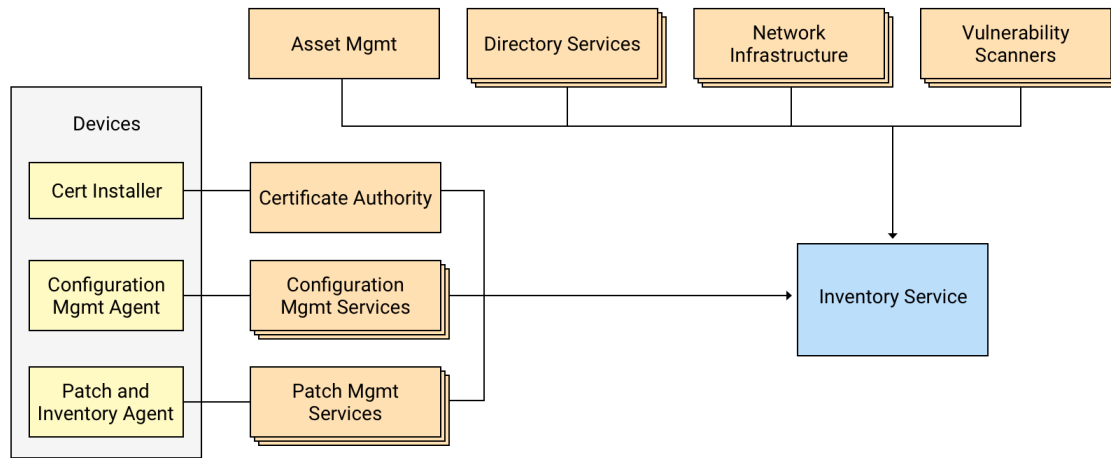 Asset Mgmt
Directory Services
Network
Infrastructure
Vulnerability
Scanners
Devices
Cert Installer
Certificate Authority
Configuration
Mgmt Agent
Configuration
Mgmt Services
Inventory Service
Patch and
Inventory Agent
Patch Mgmt
Services